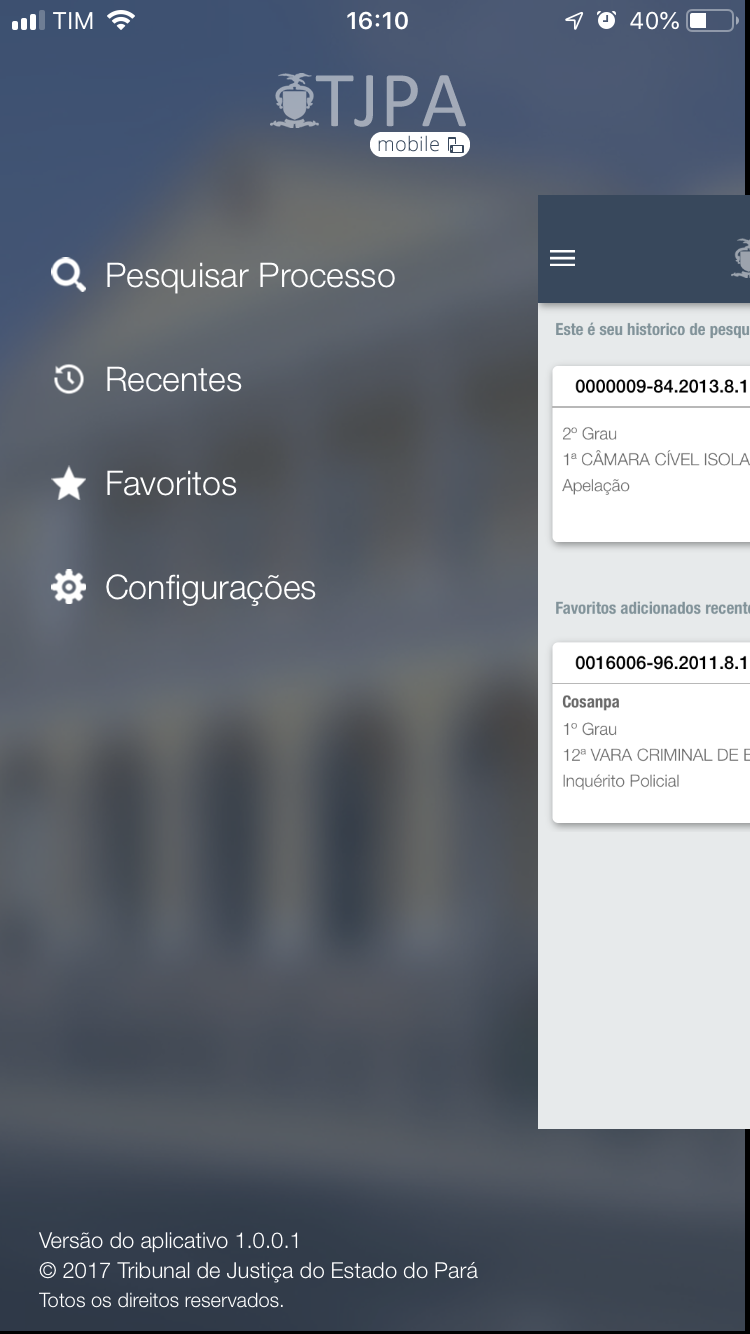 TIM
16:10
40%
TJPA
mobile
Pesquisar Processo
Recentes
Favoritos
Configurações
Este é seu historico de pesqu
0000009-84.2013.8.1
2º Grau
1ª CÂMARA CÍVEL ISOLA
Apelação
Favoritos adicionados recent
0016006-96.2011.8.1
Cosanpa
1º Grau
12ª VARA CRIMINAL DE
Inquérito Policial
Versão do aplicativo 1.0.0.1
© 2017 Tribunal de Justiça do Estado do Pará
Totos os direitos reservados.